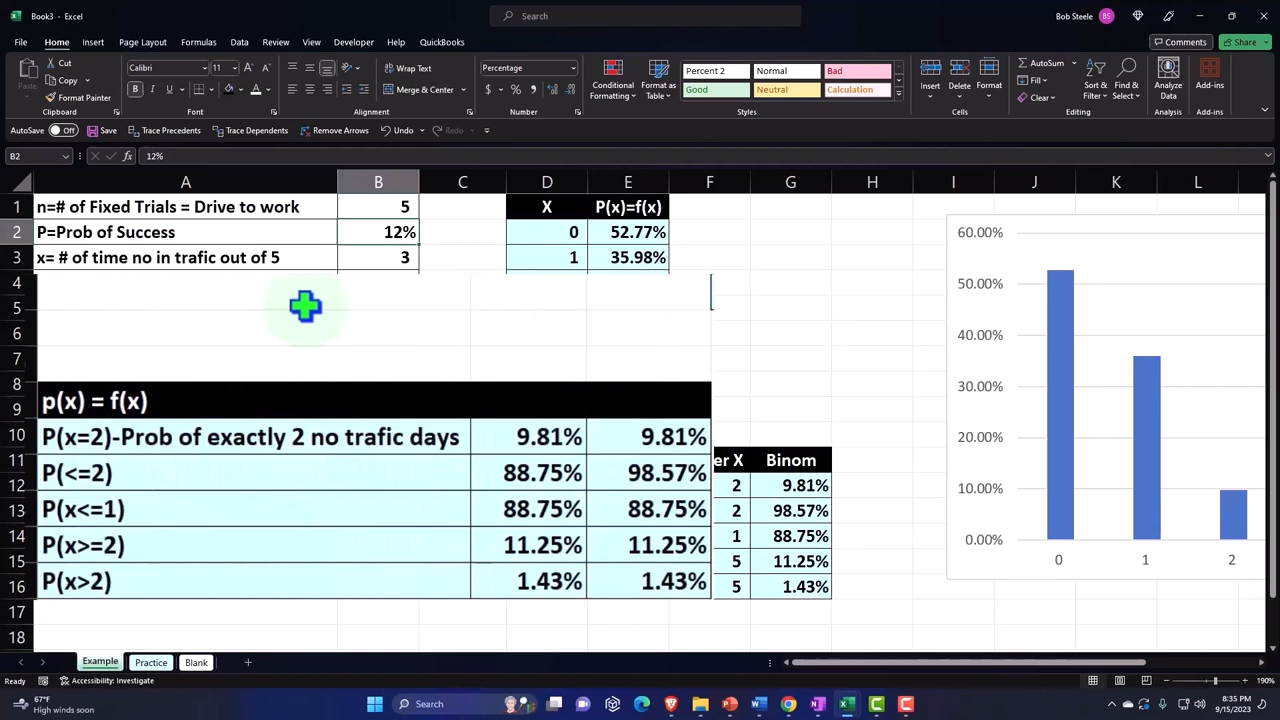 Book3 - Excel
Search
Bob Steele
BS
File Home Insert Page Layout Formulas Data Review View Developer Help QuickBooks
Comments
Share
Cut
Copy
Paste
Format Painter
Calibri
11
Wrap Text
Merge & Center
Percentage
Conditional Formatting
Format as Table
Percent 2 Normal Bad
Good Neutral Calculation
Insert Delete Format
AutoSum
Fill
Clear
Sort & Filter
Find & Select
Analyze Data
Add-ins
Clipboard Font Alignment Number Styles Cells Editing Analysis Add-ins
AutoSave Off Save Trace Precedents Trace Dependents Remove Arrows Undo Redo
B2 fx 12%
A B C D E F G H I J K L
1 n=# of Fixed Trials = Drive to work 5 X P(x)=f(x)
2 P=Prob of Success 12% 0 52.77%
3 x= # of time no in trafic out of 5 3 1 35.98%
4
5
6
7
8
9 p(x) = f(x)
10 P(x=2)-Prob of exactly 2 no trafic days 9.81% 9.81%
11 P(<=2) 88.75% 98.57% er X Binom
12 2 9.81%
13 P(x<=1) 88.75% 88.75% 2 98.57%
14 P(x>=2) 11.25% 11.25% 1 88.75%
15 5 11.25%
16 P(x>2) 1.43% 1.43% 5 1.43%
17
18
60.00%
50.00%
40.00%
30.00%
20.00%
10.00%
0.00%
0 1 2
Example Practice Blank
Ready Accessibility: Investigate
190%
67°F
High winds soon
Search
8:35 PM
9/15/2023